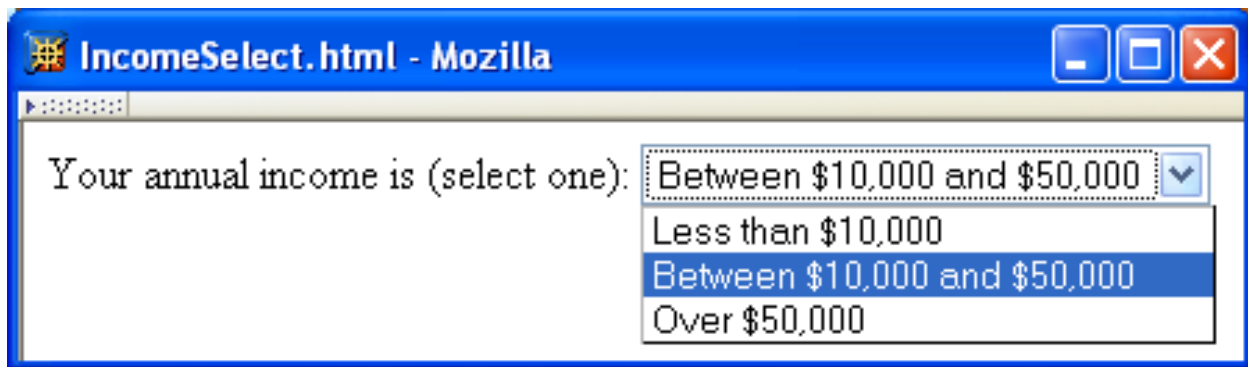 IncomeSelect.html - Mozilla
Your annual income is (select one): Between $10,000 and $50,000
Less than $10,000
Between $10,000 and $50,000
Over $50,000